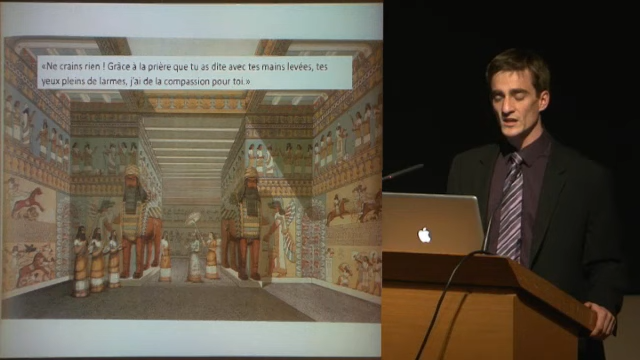 «Ne crains rien ! Grâce à la prière que tu as dite avec tes mains levées, tes
yeux pleins de larmes, j'ai de la compassion pour toi.»